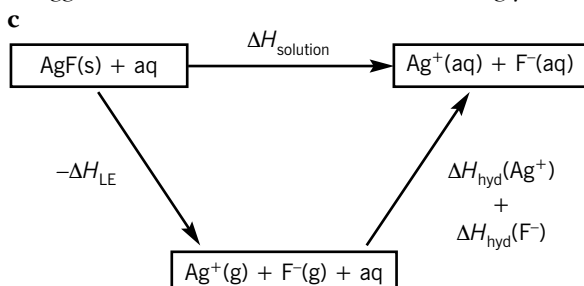 c
ΔH_solution
AgF(s) + aq
Ag⁺(aq) + F⁻(aq)
−ΔH_LE
ΔH_hyd(Ag⁺)
+
ΔH_hyd(F⁻)
Ag⁺(g) + F⁻(g) + aq